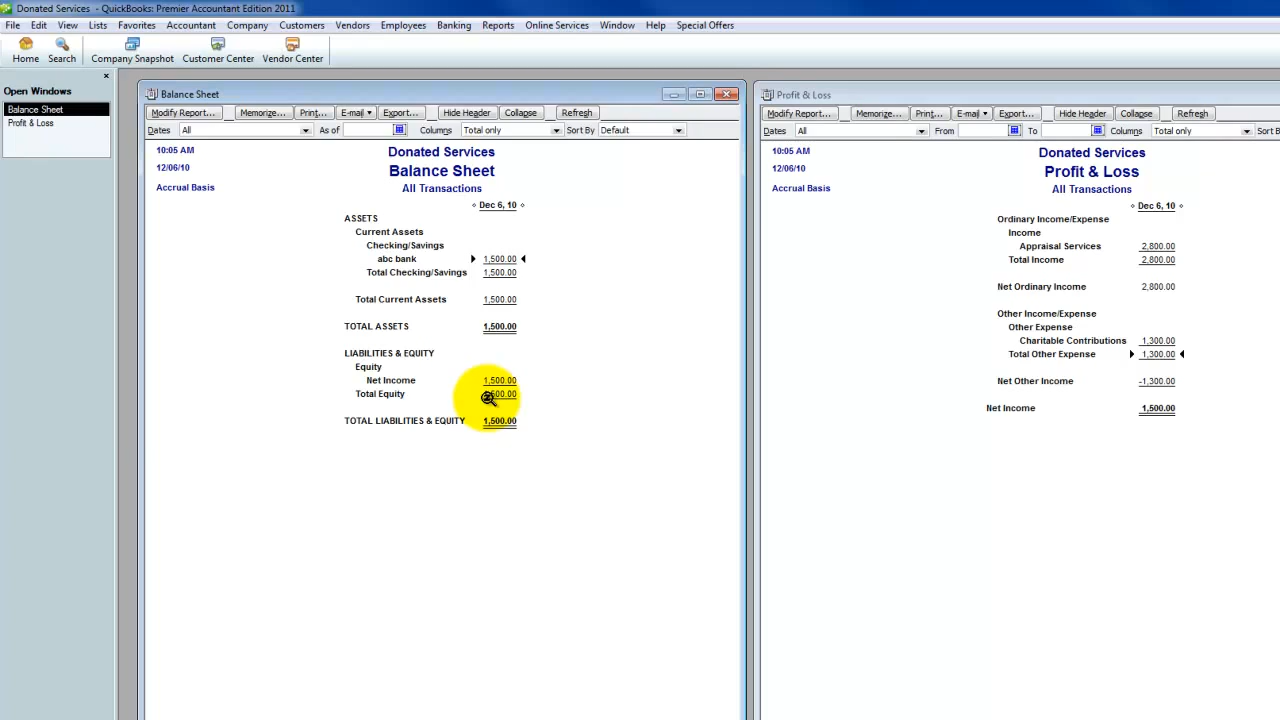 Donated Services - QuickBooks: Premier Accountant Edition 2011
File Edit View Lists Favorites Accountant Company Customers Vendors Employees Banking Reports Online Services Window Help Special Offers
Home Search Company Snapshot Customer Center Vendor Center
Open Windows
Balance Sheet
Profit & Loss
Balance Sheet
Modify Report... Memorize... Print... E-mail Export... Hide Header Collapse Refresh
Dates All As of Columns Total only Sort By Default
10:05 AM
12/06/10
Accrual Basis
Donated Services
Balance Sheet
All Transactions
Dec 6, 10
ASSETS
Current Assets
Checking/Savings
abc bank 1,500.00
Total Checking/Savings 1,500.00
Total Current Assets 1,500.00
TOTAL ASSETS 1,500.00
LIABILITIES & EQUITY
Equity
Net Income 1,500.00
Total Equity 500.00
TOTAL LIABILITIES & EQUITY 1,500.00
Profit & Loss
Modify Report... Memorize... Print... E-mail Export... Hide Header Collapse Refresh
Dates All From To Columns Total only Sort B
10:05 AM
12/06/10
Accrual Basis
Donated Services
Profit & Loss
All Transactions
Dec 6, 10
Ordinary Income/Expense
Income
Appraisal Services 2,800.00
Total Income 2,800.00
Net Ordinary Income 2,800.00
Other Income/Expense
Other Expense
Charitable Contributions 1,300.00
Total Other Expense 1,300.00
Net Other Income -1,300.00
Net Income 1,500.00